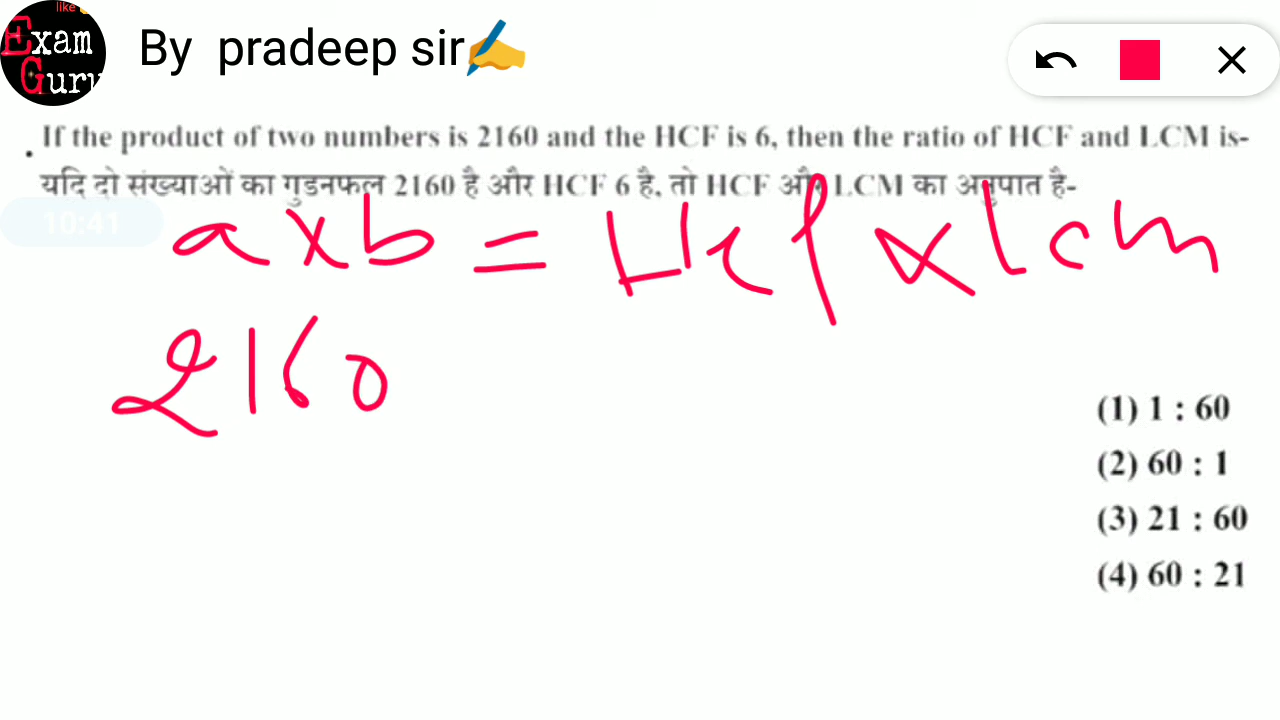 like
Exam
Guru
By pradeep sir✍
If the product of two numbers is 2160 and the HCF is 6, then the ratio of HCF and LCM is-
यदि दो संख्याओं का गुडनफल 2160 है और HCF 6 है, तो HCF और LCM का अनुपात है-
10:41
a x b = Hcf x lcm
2160
(1) 1 : 60
(2) 60 : 1
(3) 21 : 60
(4) 60 : 21